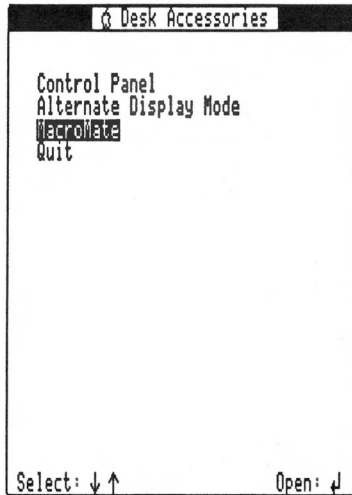 Desk Accessories
Control Panel
Alternate Display Mode
MacroMate
Quit
Select: ↓ ↑ Open: ↵